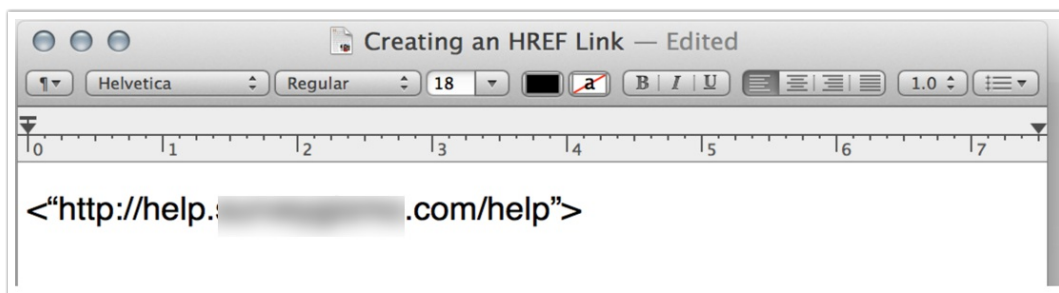 Creating an HREF Link — Edited
¶ Helvetica Regular 18 a B I U 1.0
0 1 2 3 4 5 6 7
<“http://help. .com/help”>